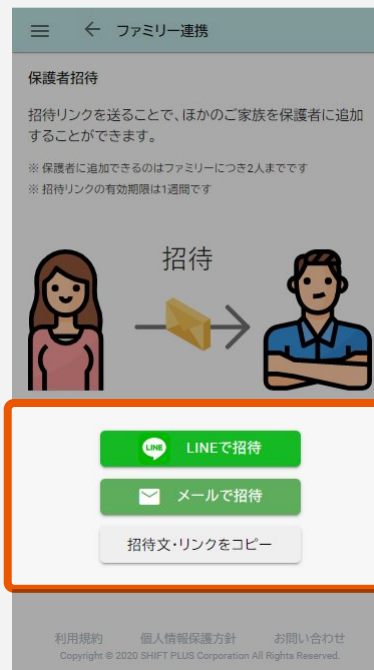 ファミリー連携
保護者招待
招待リンクを送ることで、ほかのご家族を保護者に追加
することができます。
※ 保護者に追加できるのはファミリーにつき2人までです
※ 招待リンクの有効期限は1週間です
招待
LINE LINEで招待
メールで招待
招待文・リンクをコピー
利用規約 個人情報保護方針 お問い合わせ
Copyright © 2020 SHIFT PLUS Corporation All Rights Reserved.